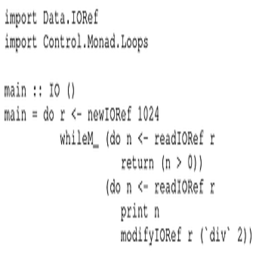 import Data.IORef
import Control.Monad.Loops

main :: IO ()
main = do r <- newIORef 1024
          whileM_ (do n <- readIORef r
                      return (n > 0))
                  (do n <- readIORef r
                      print n
                      modifyIORef r (`div` 2))